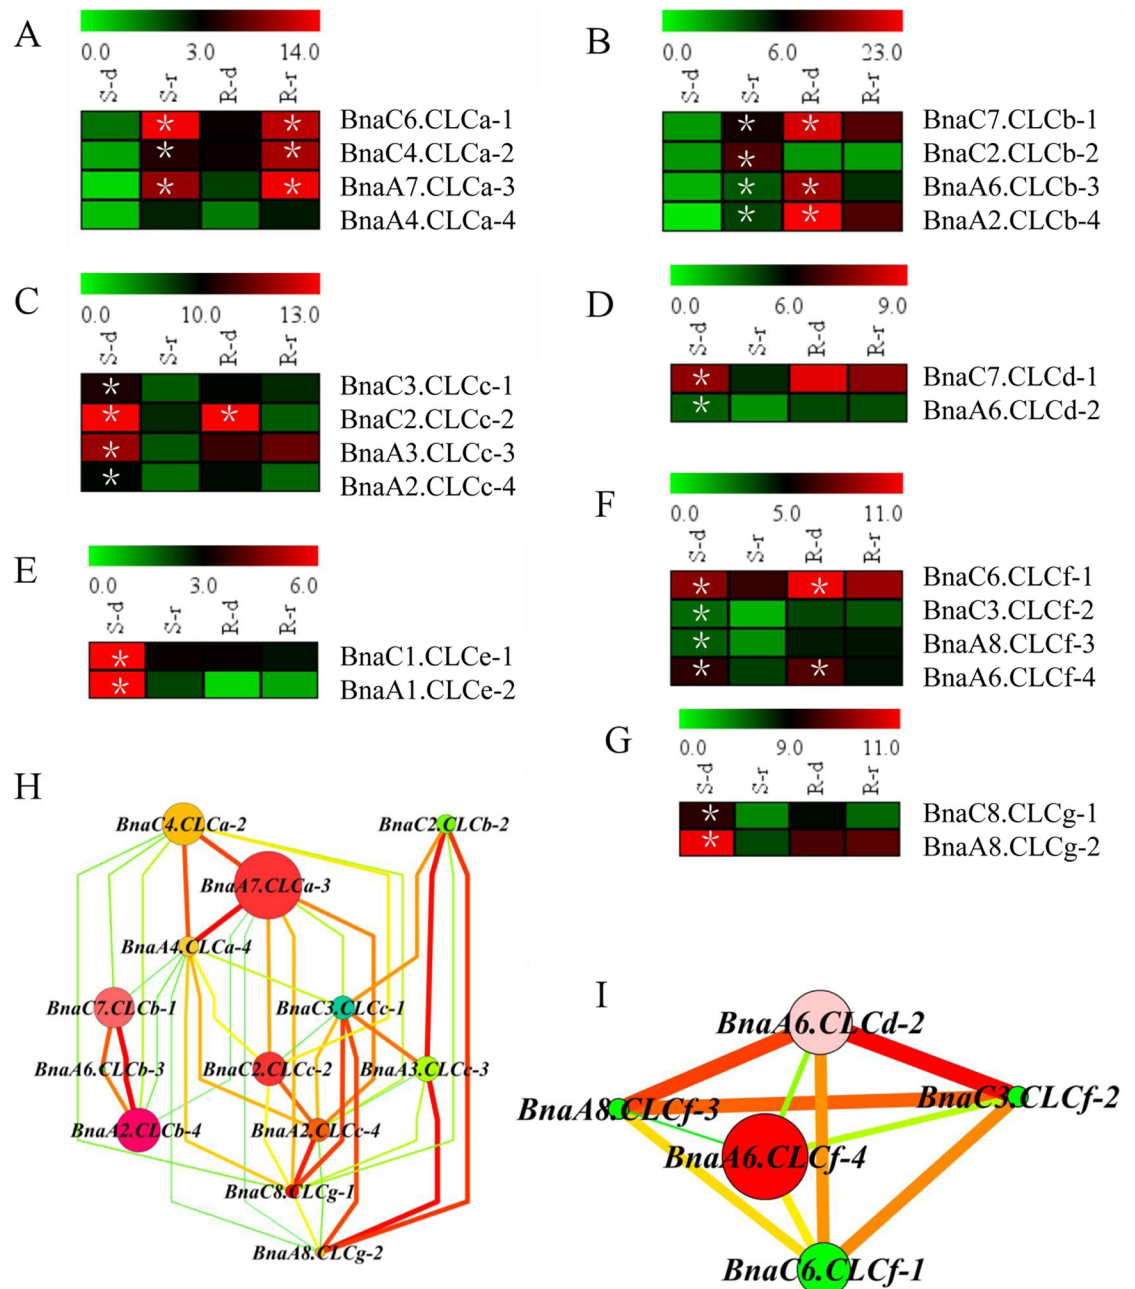 A
0.0 3.0 14.0
S-d S-r R-d R-r
* * BnaC6.CLCa-1
* * BnaC4.CLCa-2
* * BnaA7.CLCa-3
BnaA4.CLCa-4
B
0.0 6.0 23.0
S-d S-r R-d R-r
* * BnaC7.CLCb-1
* BnaC2.CLCb-2
* * BnaA6.CLCb-3
* * BnaA2.CLCb-4
C
0.0 10.0 13.0
S-d S-r R-d R-r
* BnaC3.CLCc-1
* * BnaC2.CLCc-2
* BnaA3.CLCc-3
* BnaA2.CLCc-4
D
0.0 6.0 9.0
S-d S-r R-d R-r
* BnaC7.CLCd-1
* BnaA6.CLCd-2
E
0.0 3.0 6.0
S-d S-r R-d R-r
* BnaC1.CLCe-1
* BnaA1.CLCe-2
F
0.0 5.0 11.0
S-d S-r R-d R-r
* * BnaC6.CLCf-1
* BnaC3.CLCf-2
* BnaA8.CLCf-3
* * BnaA6.CLCf-4
G
0.0 9.0 11.0
S-d S-r R-d R-r
* BnaC8.CLCg-1
* BnaA8.CLCg-2
H
BnaC4.CLCa-2 BnaC2.CLCb-2
BnaA7.CLCa-3
BnaA4.CLCa-4
BnaC7.CLCb-1 BnaC3.CLCc-1
BnaA6.CLCb-3 BnaC2.CLCc-2 BnaA3.CLCc-3
BnaA2.CLCb-4 BnaA2.CLCc-4
BnaC8.CLCg-1
BnaA8.CLCg-2
I
BnaA6.CLCd-2
BnaA8.CLCf-3 BnaC3.CLCf-2
BnaA6.CLCf-4
BnaC6.CLCf-1